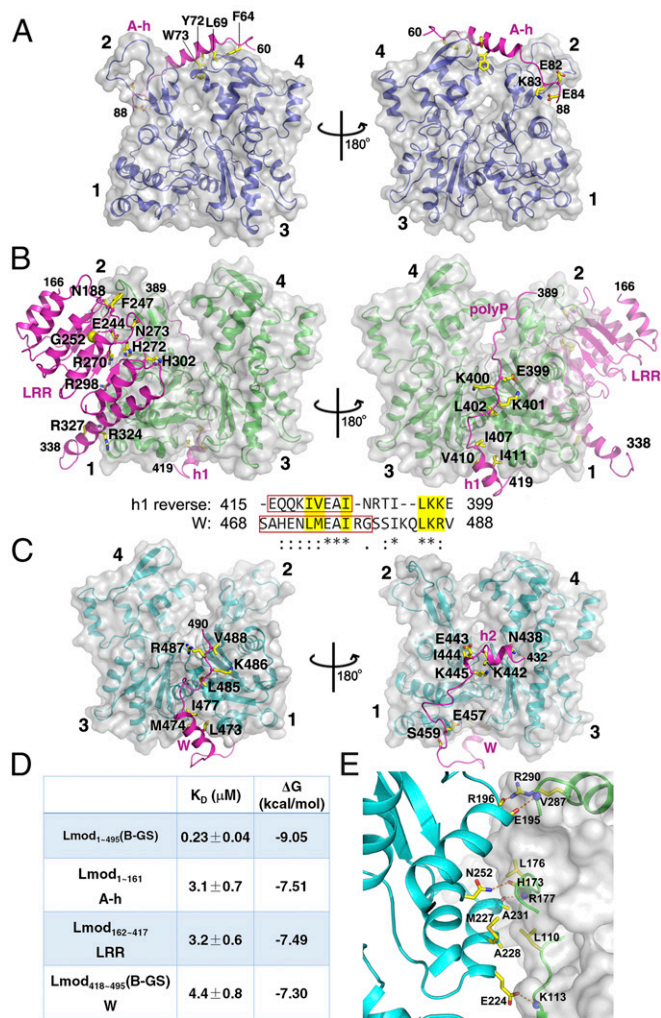 A
A-h
W73
Y72
L69
F64
60
2
4
88
1
3
180°
60
A-h
2
4
E82
K83
E84
88
1
3
B
2
4
166
N188
389
F247
E244
G252
N273
R270
H272
R298
H302
LRR
R327
R324
338
1
419
h1
3
180°
4
2
polyP
389
166
LRR
K400
E399
L402
K401
I407
V410
I411
h1
419
338
3
1
h1 reverse: 415 -EQQKIVEAI-NRTI--LKKE 399
W: 468 SAHENLMEAIRGSSIKQLKRV 488
:::::*** . :* **:
C
4
2
490
V488
R487
K486
L485
I477
M474
L473
W
3
1
180°
2
4
E443
h2
N438
I444
432
K445
K442
E457
S459
W
1
3
D
K_D (μM)
ΔG (kcal/mol)
Lmod1~495(B-GS) 0.23±0.04 -9.05
Lmod1~161 A-h 3.1±0.7 -7.51
Lmod162~417 LRR 3.2±0.6 -7.49
Lmod418~495(B-GS) W 4.4±0.8 -7.30
E
R290
R196
V287
E195
N252
L176
H173
R177
M227
A231
L110
A228
E224
K113